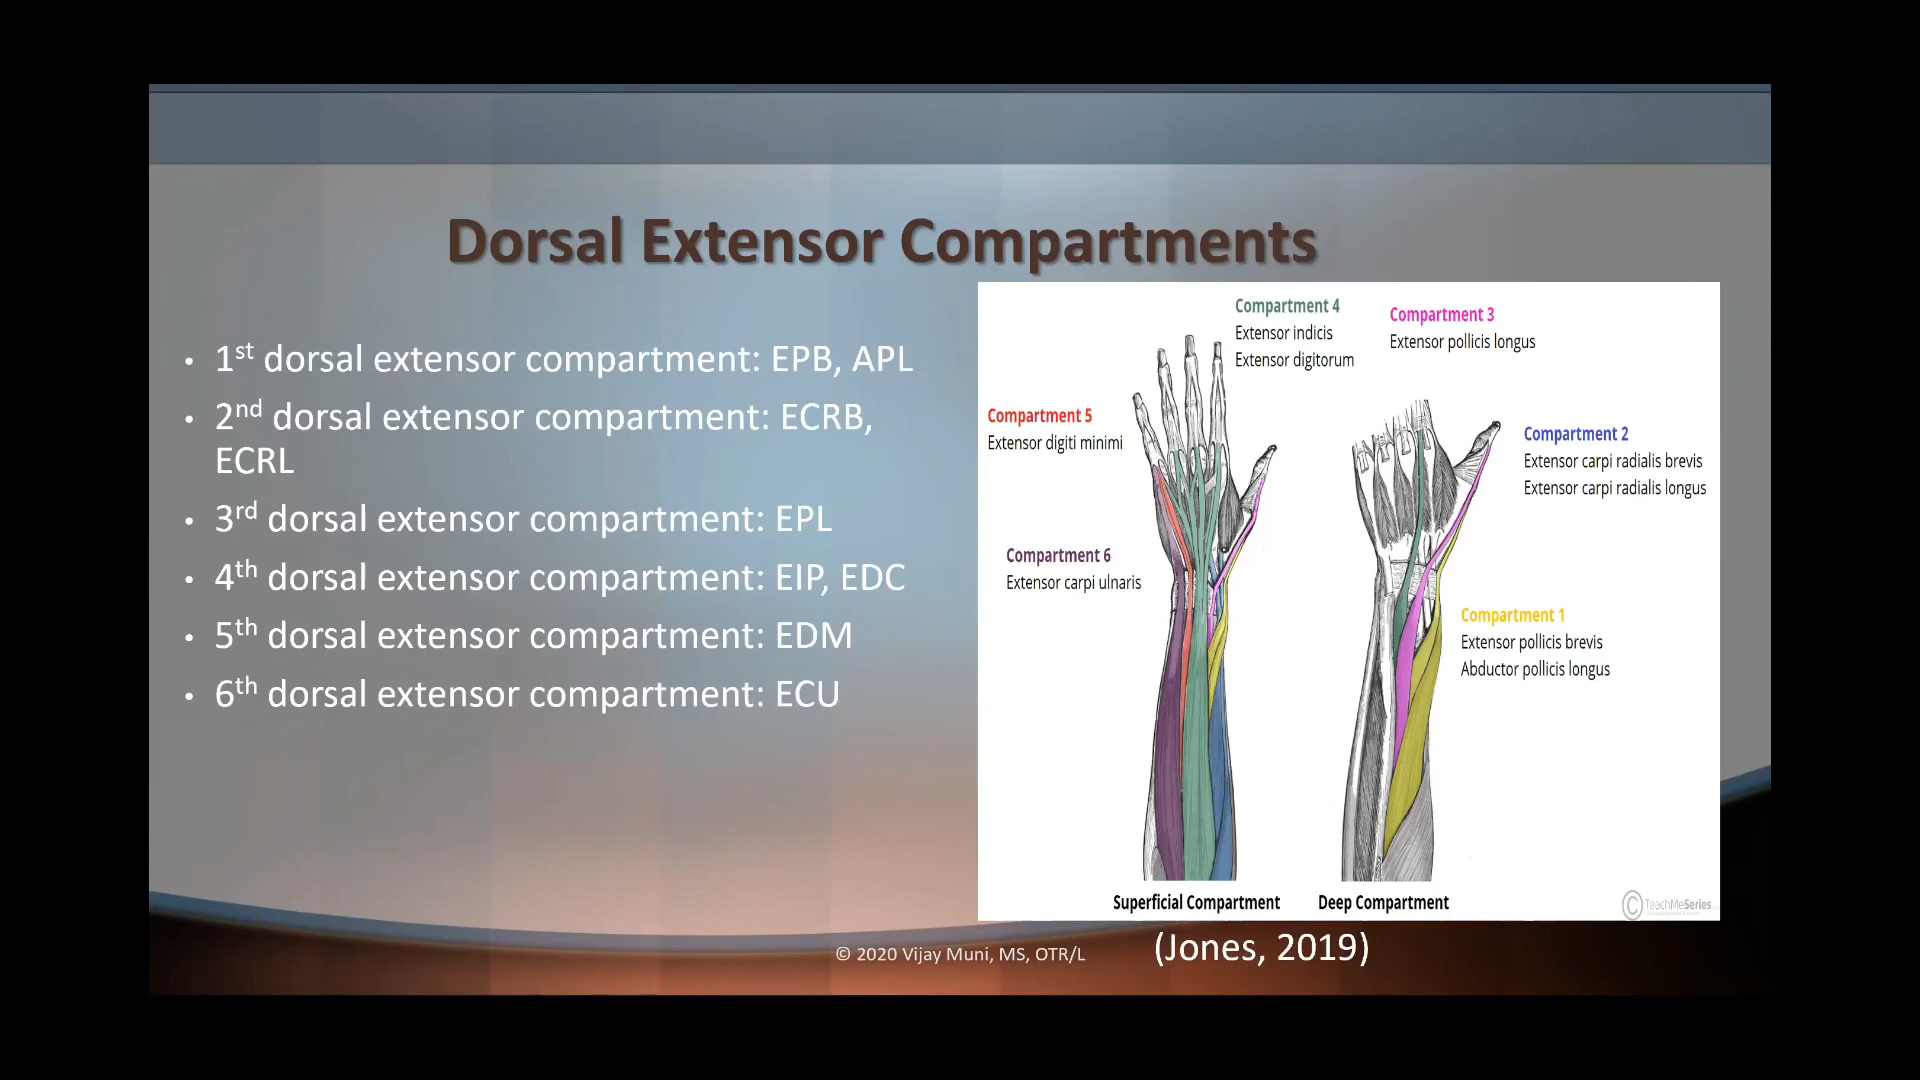 Dorsal Extensor Compartments
• 1st dorsal extensor compartment: EPB, APL
• 2nd dorsal extensor compartment: ECRB,
ECRL
• 3rd dorsal extensor compartment: EPL
• 4th dorsal extensor compartment: EIP, EDC
• 5th dorsal extensor compartment: EDM
• 6th dorsal extensor compartment: ECU
Compartment 4
Extensor indicis
Extensor digitorum
Compartment 3
Extensor pollicis longus
Compartment 5
Extensor digiti minimi
Compartment 2
Extensor carpi radialis brevis
Extensor carpi radialis longus
Compartment 6
Extensor carpi ulnaris
Compartment 1
Extensor pollicis brevis
Abductor pollicis longus
Superficial Compartment
Deep Compartment
© TeachMeSeries
(Jones, 2019)
© 2020 Vijay Muni, MS, OTR/L